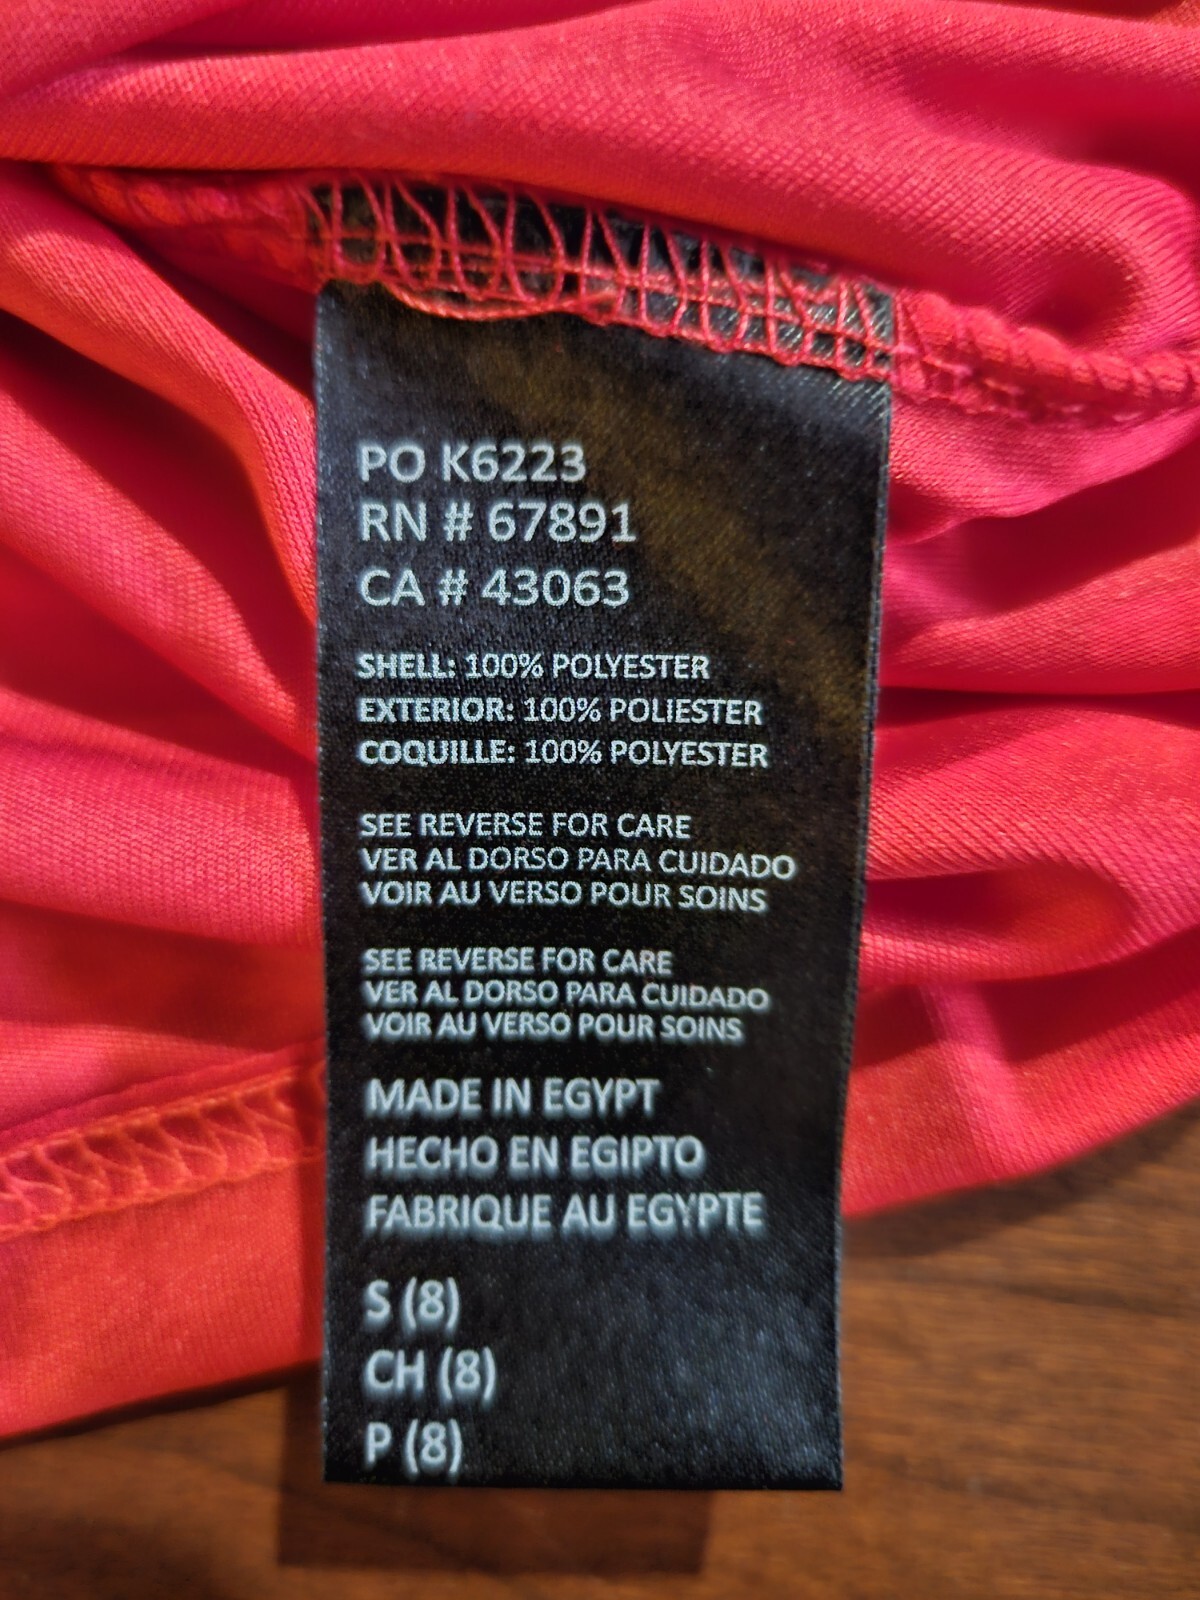 PO K6223
RN # 67891
CA # 43063
SHELL: 100% POLYESTER
EXTERIOR: 100% POLIESTER
COQUILLE: 100% POLYESTER
SEE REVERSE FOR CARE
VER AL DORSO PARA CUIDADO
VOIR AU VERSO POUR SOINS
SEE REVERSE FOR CARE
VER AL DORSO PARA CUIDADO
VOIR AU VERSO POUR SOINS
MADE IN EGYPT
HECHO EN EGIPTO
FABRIQUE AU EGYPTE
S (8)
CH (8)
P (8)